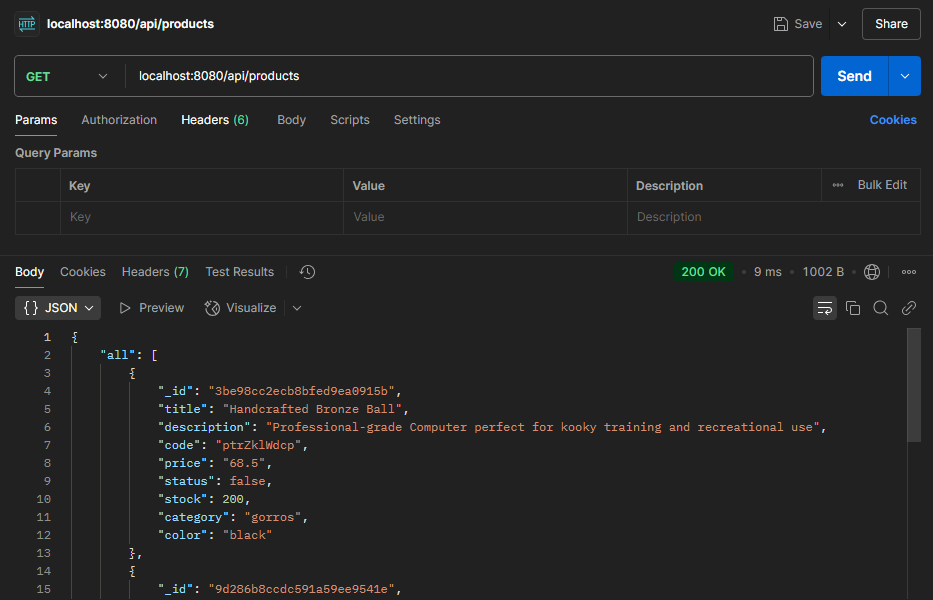 HTTP localhost:8080/api/products Save Share
GET localhost:8080/api/products Send
Params Authorization Headers (6) Body Scripts Settings Cookies
Query Params
Key Value Description Bulk Edit
Key Value Description
Body Cookies Headers (7) Test Results 200 OK • 9 ms • 1002 B
{} JSON Preview Visualize
1 {
2 "all": [
3 {
4 "_id": "3be98cc2ecb8bfed9ea0915b",
5 "title": "Handcrafted Bronze Ball",
6 "description": "Professional-grade Computer perfect for kooky training and recreational use",
7 "code": "ptrZklWdcp",
8 "price": "68.5",
9 "status": false,
10 "stock": 200,
11 "category": "gorros",
12 "color": "black"
13 },
14 {
15 "_id": "9d286b8ccdc591a59ee9541e",